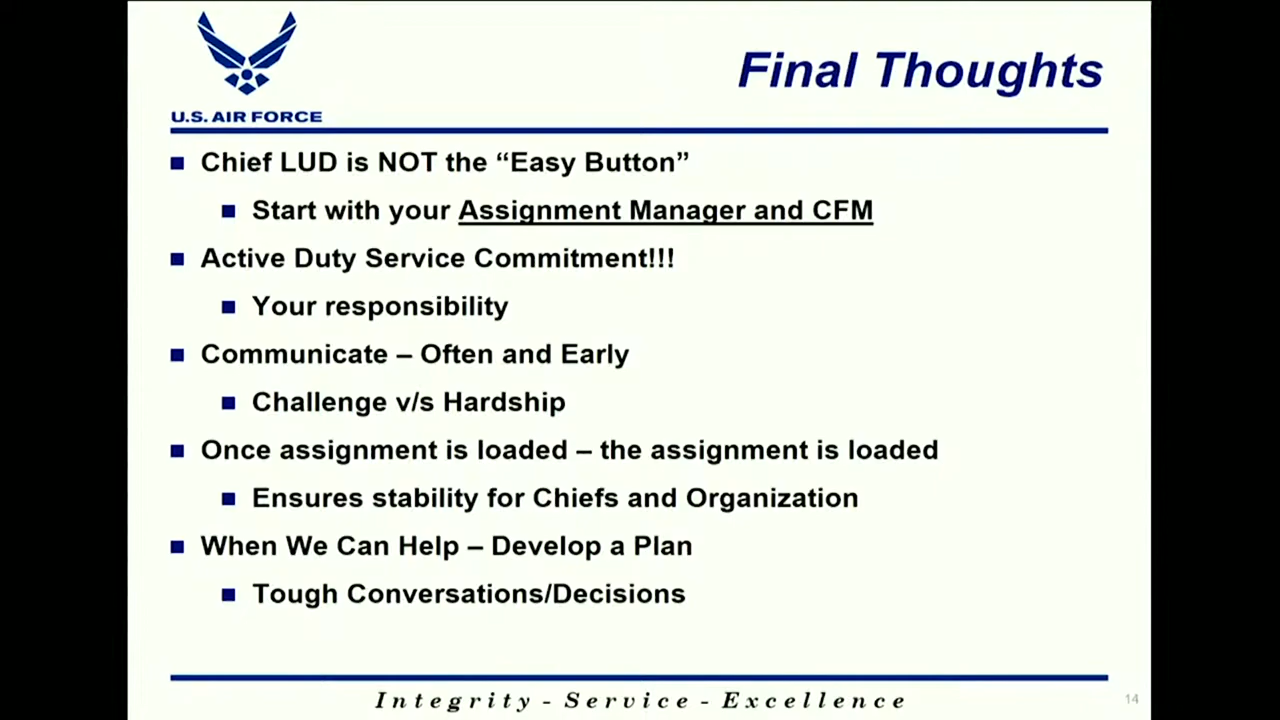 Final Thoughts
U.S. AIR FORCE
Chief LUD is NOT the “Easy Button”
Start with your Assignment Manager and CFM
Active Duty Service Commitment!!!
Your responsibility
Communicate – Often and Early
Challenge v/s Hardship
Once assignment is loaded – the assignment is loaded
Ensures stability for Chiefs and Organization
When We Can Help – Develop a Plan
Tough Conversations/Decisions
Integrity - Service - Excellence
14